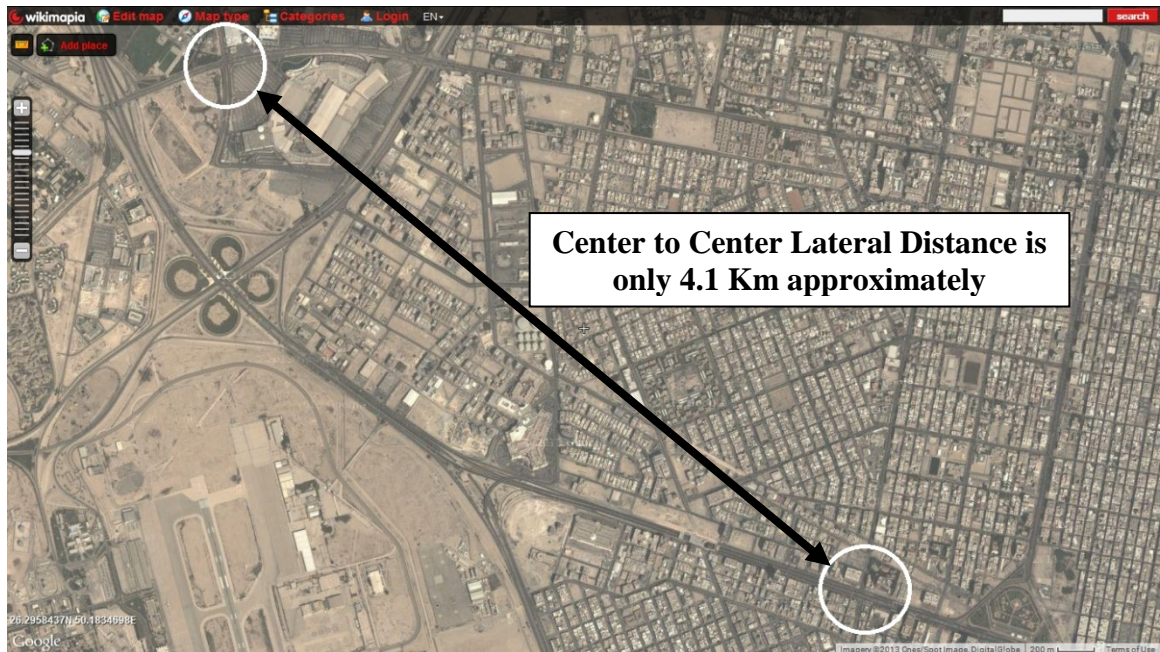 wikimapia Edit map Map type Categories Login EN search
Add place
Center to Center Lateral Distance is
only 4.1 Km approximately
26.2958437N 50.1834698E
Google
Imagery ©2013 Cnes/Spot Image, DigitalGlobe 200 m Terms of Use